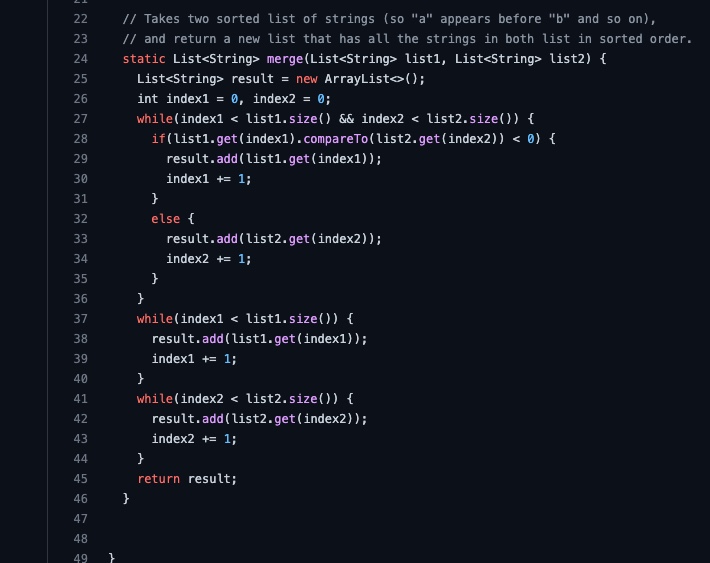 22 // Takes two sorted list of strings (so "a" appears before "b" and so on),
23 // and return a new list that has all the strings in both list in sorted order.
24 static List<String> merge(List<String> list1, List<String> list2) {
25 List<String> result = new ArrayList<>();
26 int index1 = 0, index2 = 0;
27 while(index1 < list1.size() && index2 < list2.size()) {
28 if(list1.get(index1).compareTo(list2.get(index2)) < 0) {
29 result.add(list1.get(index1));
30 index1 += 1;
31 }
32 else {
33 result.add(list2.get(index2));
34 index2 += 1;
35 }
36 }
37 while(index1 < list1.size()) {
38 result.add(list1.get(index1));
39 index1 += 1;
40 }
41 while(index2 < list2.size()) {
42 result.add(list2.get(index2));
43 index2 += 1;
44 }
45 return result;
46 }
47
48
49 }